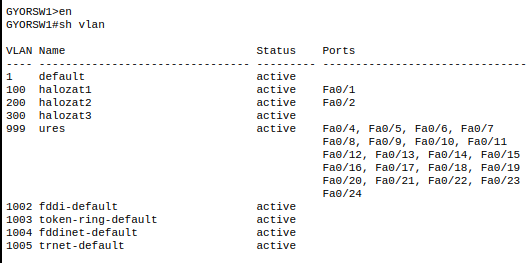 GYORSW1>en
GYORSW1#sh vlan
VLAN Name                             Status    Ports
---- -------------------------------- --------- -------------------------------
1    default                          active
100  halozat1                         active    Fa0/1
200  halozat2                         active    Fa0/2
300  halozat3                         active
999  ures                             active    Fa0/4, Fa0/5, Fa0/6, Fa0/7
                                                Fa0/8, Fa0/9, Fa0/10, Fa0/11
                                                Fa0/12, Fa0/13, Fa0/14, Fa0/15
                                                Fa0/16, Fa0/17, Fa0/18, Fa0/19
                                                Fa0/20, Fa0/21, Fa0/22, Fa0/23
                                                Fa0/24
1002 fddi-default                     active
1003 token-ring-default               active
1004 fddinet-default                  active
1005 trnet-default                    active